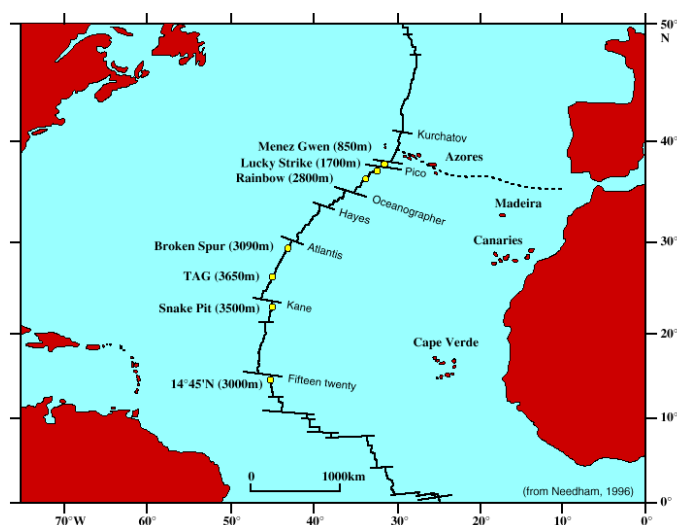 50°
N
40°
Kurchatov
Menez Gwen (850m)
Azores
Lucky Strike (1700m)
Pico
Rainbow (2800m)
Oceanographer
Madeira
Hayes
30°
Broken Spur (3090m)
Atlantis
Canaries
TAG (3650m)
Kane
Snake Pit (3500m)
20°
Cape Verde
14°45'N (3000m)
Fifteen twenty
10°
0
1000km
(from Needham, 1996)
0°
70°W
60°
50°
40°
30°
20°
10°
0°